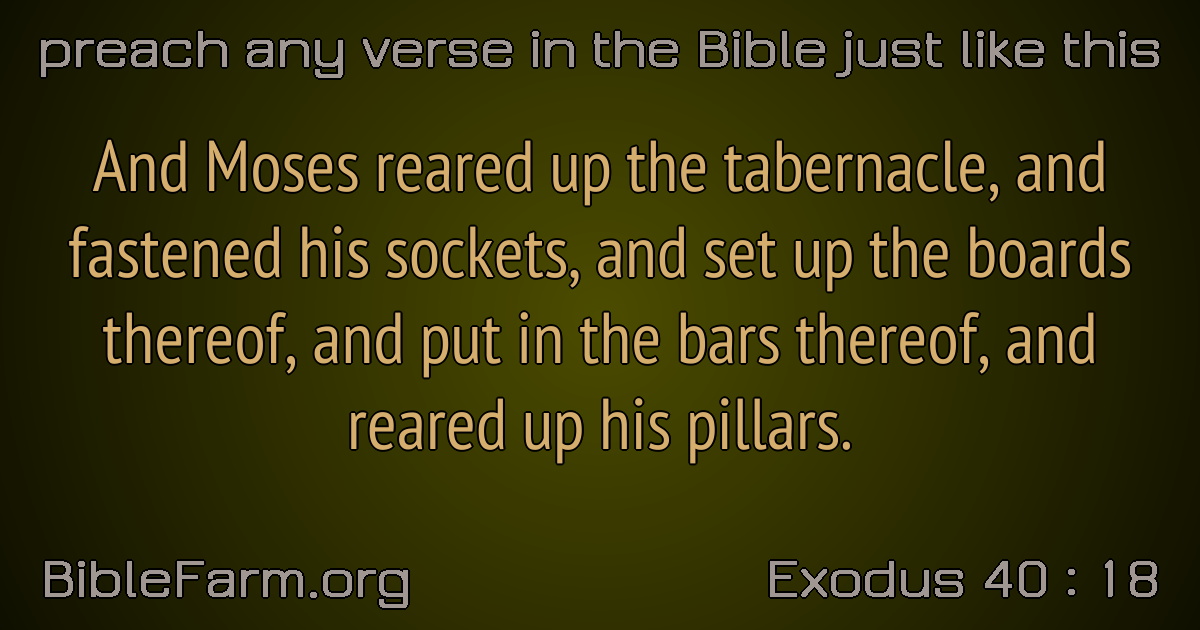 preach any verse in the Bible just like this
And Moses reared up the tabernacle, and
fastened his sockets, and set up the boards
thereof, and put in the bars thereof, and
reared up his pillars.
BibleFarm.org
Exodus 40 : 18